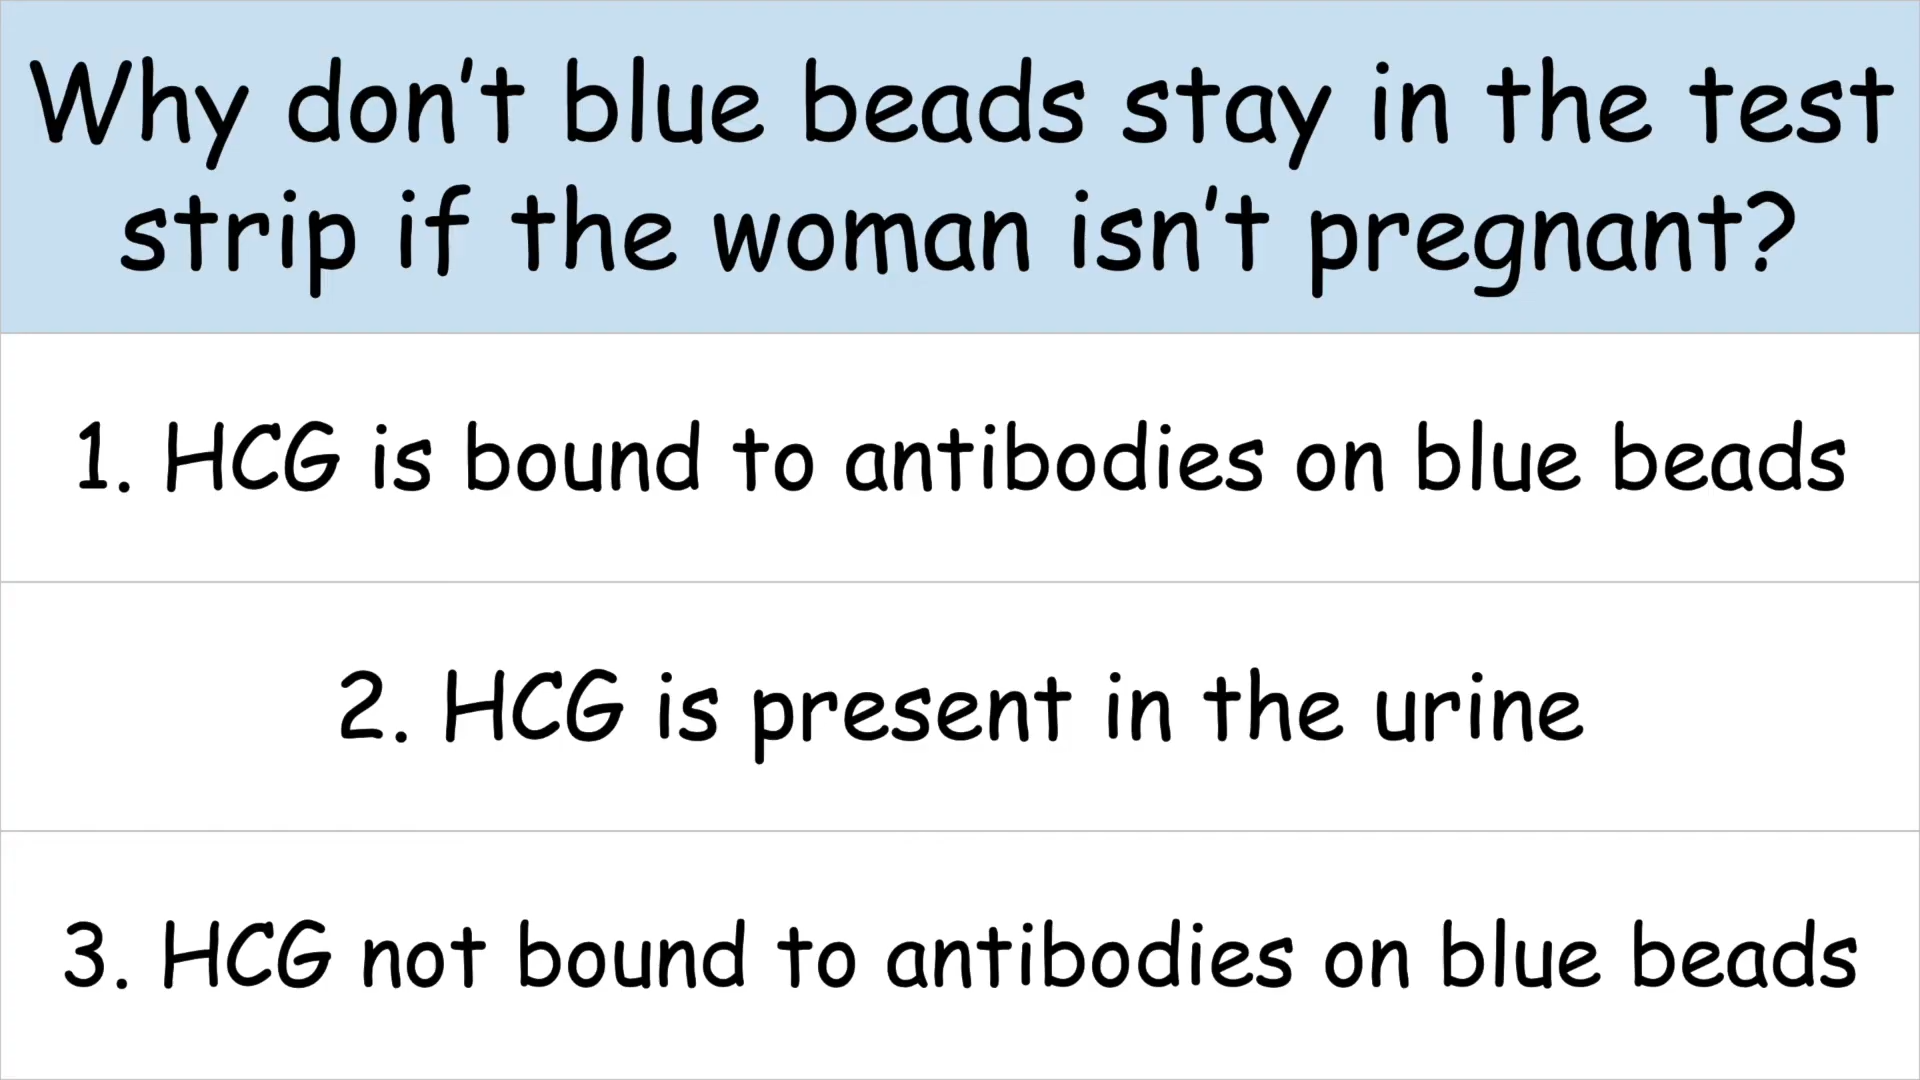 Why don’t blue beads stay in the test
strip if the woman isn’t pregnant?
1. HCG is bound to antibodies on blue beads
2. HCG is present in the urine
3. HCG not bound to antibodies on blue beads